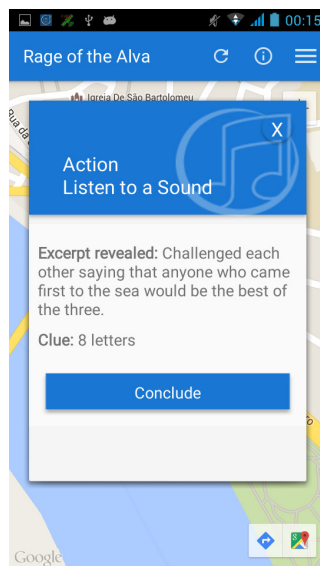 00:15
Rage of the Alva
Igreja De São Bartolomeu
Rua da
X
Action
Listen to a Sound
Excerpt revealed: Challenged each
other saying that anyone who came
first to the sea would be the best of
the three.
Clue: 8 letters
Conclude
Google